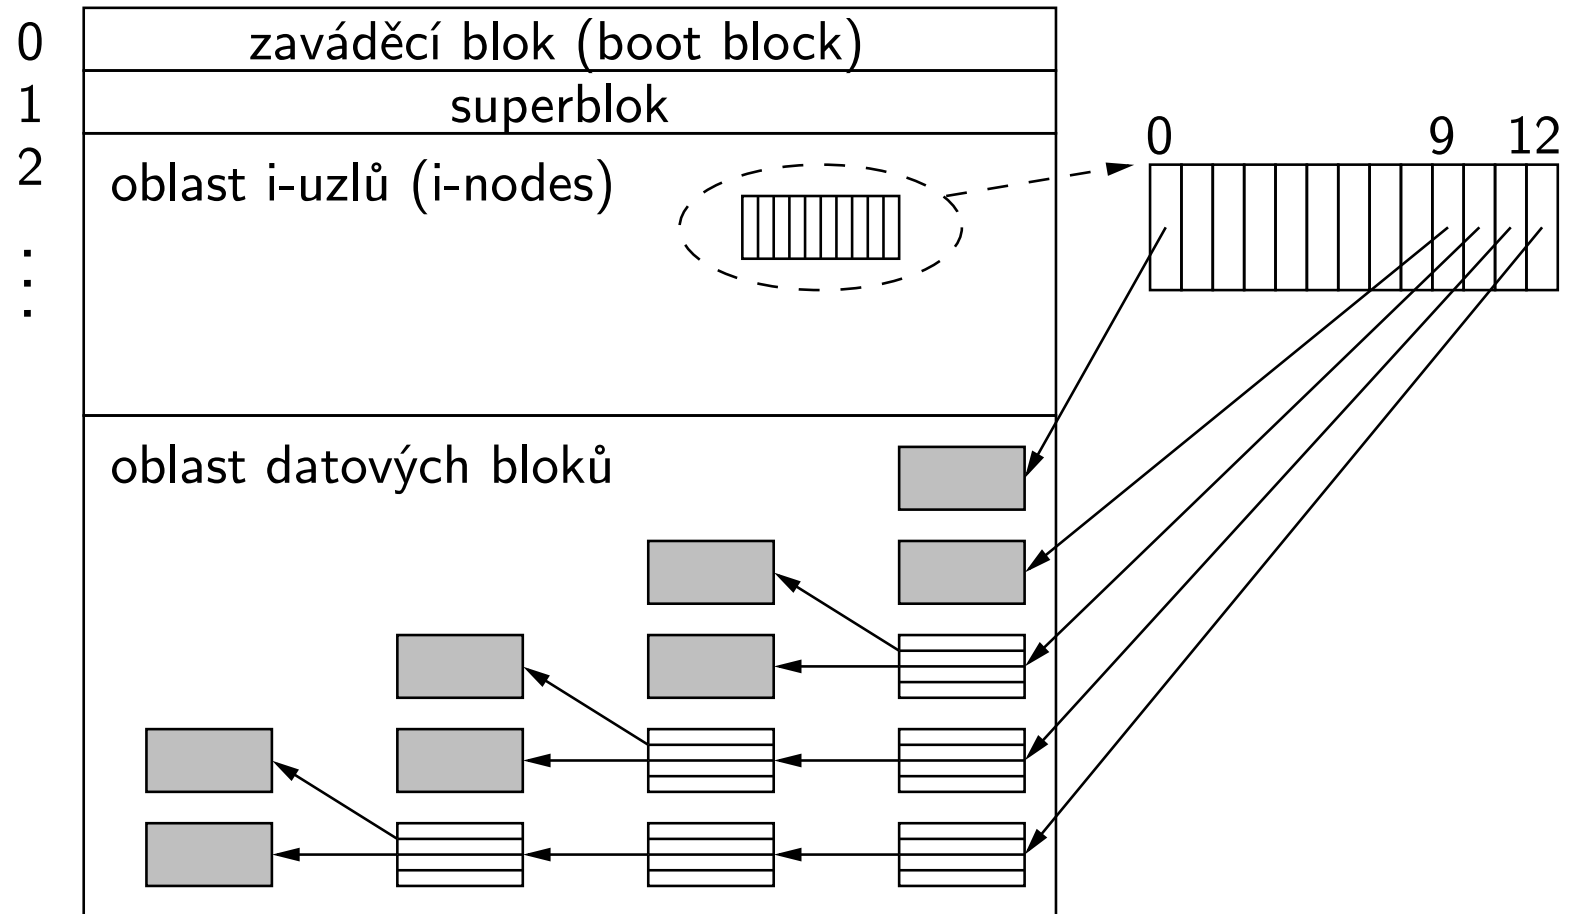 0 zaváděcí blok (boot block)
1 superblok
0 9 12
2 oblast i-uzlů (i-nodes)
oblast datových bloků